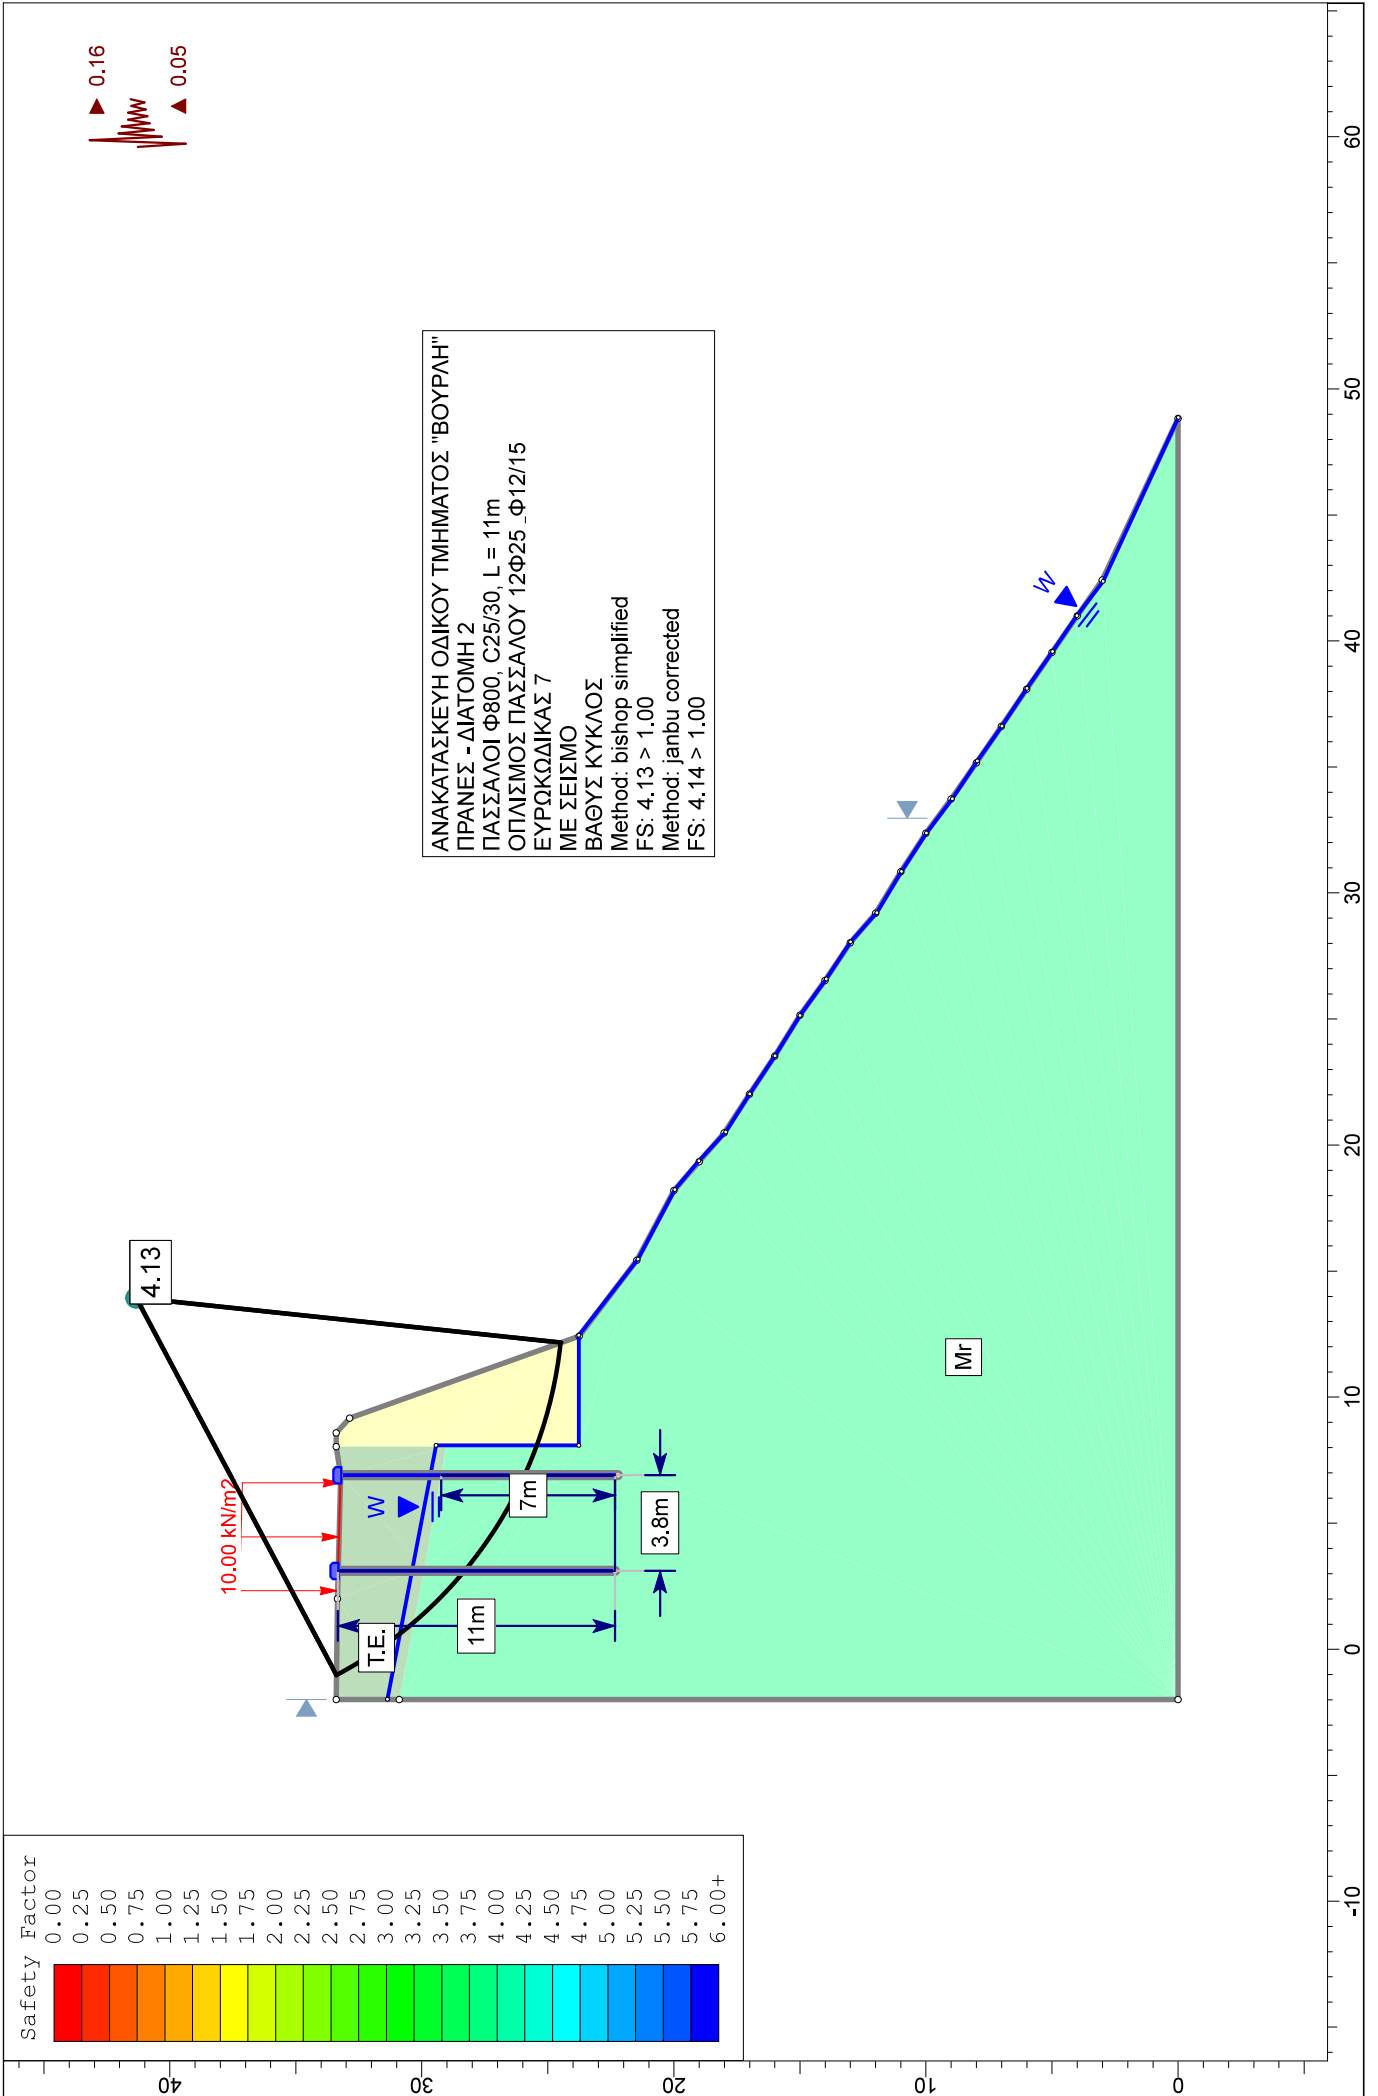 Safety Factor
0.00
0.25
0.50
0.75
1.00
1.25
1.50
1.75
2.00
2.25
2.50
2.75
3.00
3.25
3.50
3.75
4.00
4.25
4.50
4.75
5.00
5.25
5.50
5.75
6.00+
0.16
0.05
4.13
10.00 kN/m2
W
T.E.
11m
7m
3.8m
Mr
W
ΑΝΑΚΑΤΑΣΚΕΥΗ ΟΔΙΚΟΥ ΤΜΗΜΑΤΟΣ "ΒΟΥΡΛΗ"
ΠΡΑΝΕΣ - ΔΙΑΤΟΜΗ 2
ΠΑΣΣΑΛΟΙ Φ800, C25/30, L = 11m
ΟΠΛΙΣΜΟΣ ΠΑΣΣΑΛΟΥ 12Φ25 _Φ12/15
ΕΥΡΩΚΩΔΙΚΑΣ 7
ΜΕ ΣΕΙΣΜΟ
ΒΑΘΥΣ ΚΥΚΛΟΣ
Method: bishop simplified
FS: 4.13 > 1.00
Method: janbu corrected
FS: 4.14 > 1.00
40
30
20
10
0
-10
0
10
20
30
40
50
60